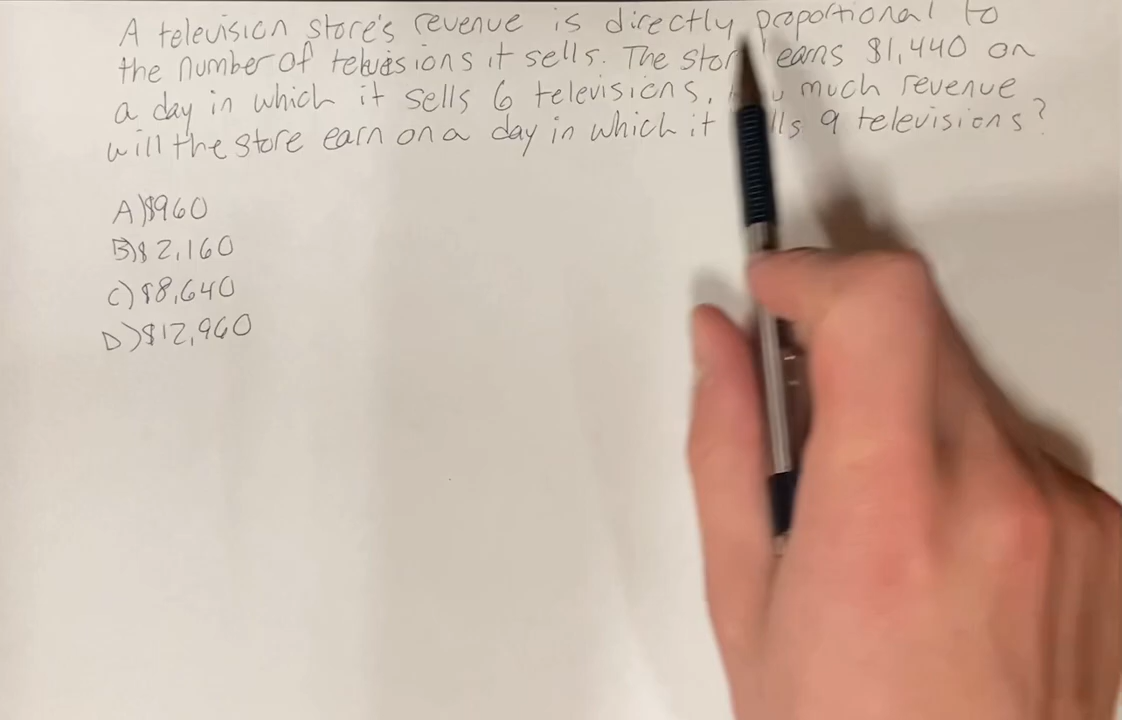 A television store's revenue is directly proportional to
the number of televisions it sells. The stor earns $1,440 on
a day in which it sells 6 televisions. much revenue
will the store earn on a day in which it lls 9 televisions?
A) $960
B) $2,160
C) $8,640
D) $12,960